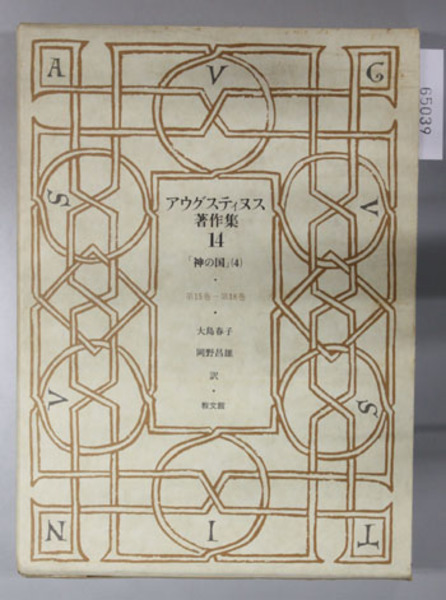 A V G
S V
アウグスティヌス
著作集
14
「神の国」(4)
第15巻－第18巻
大島春子
岡野昌雄
訳
教文館
V S
N I T
65039